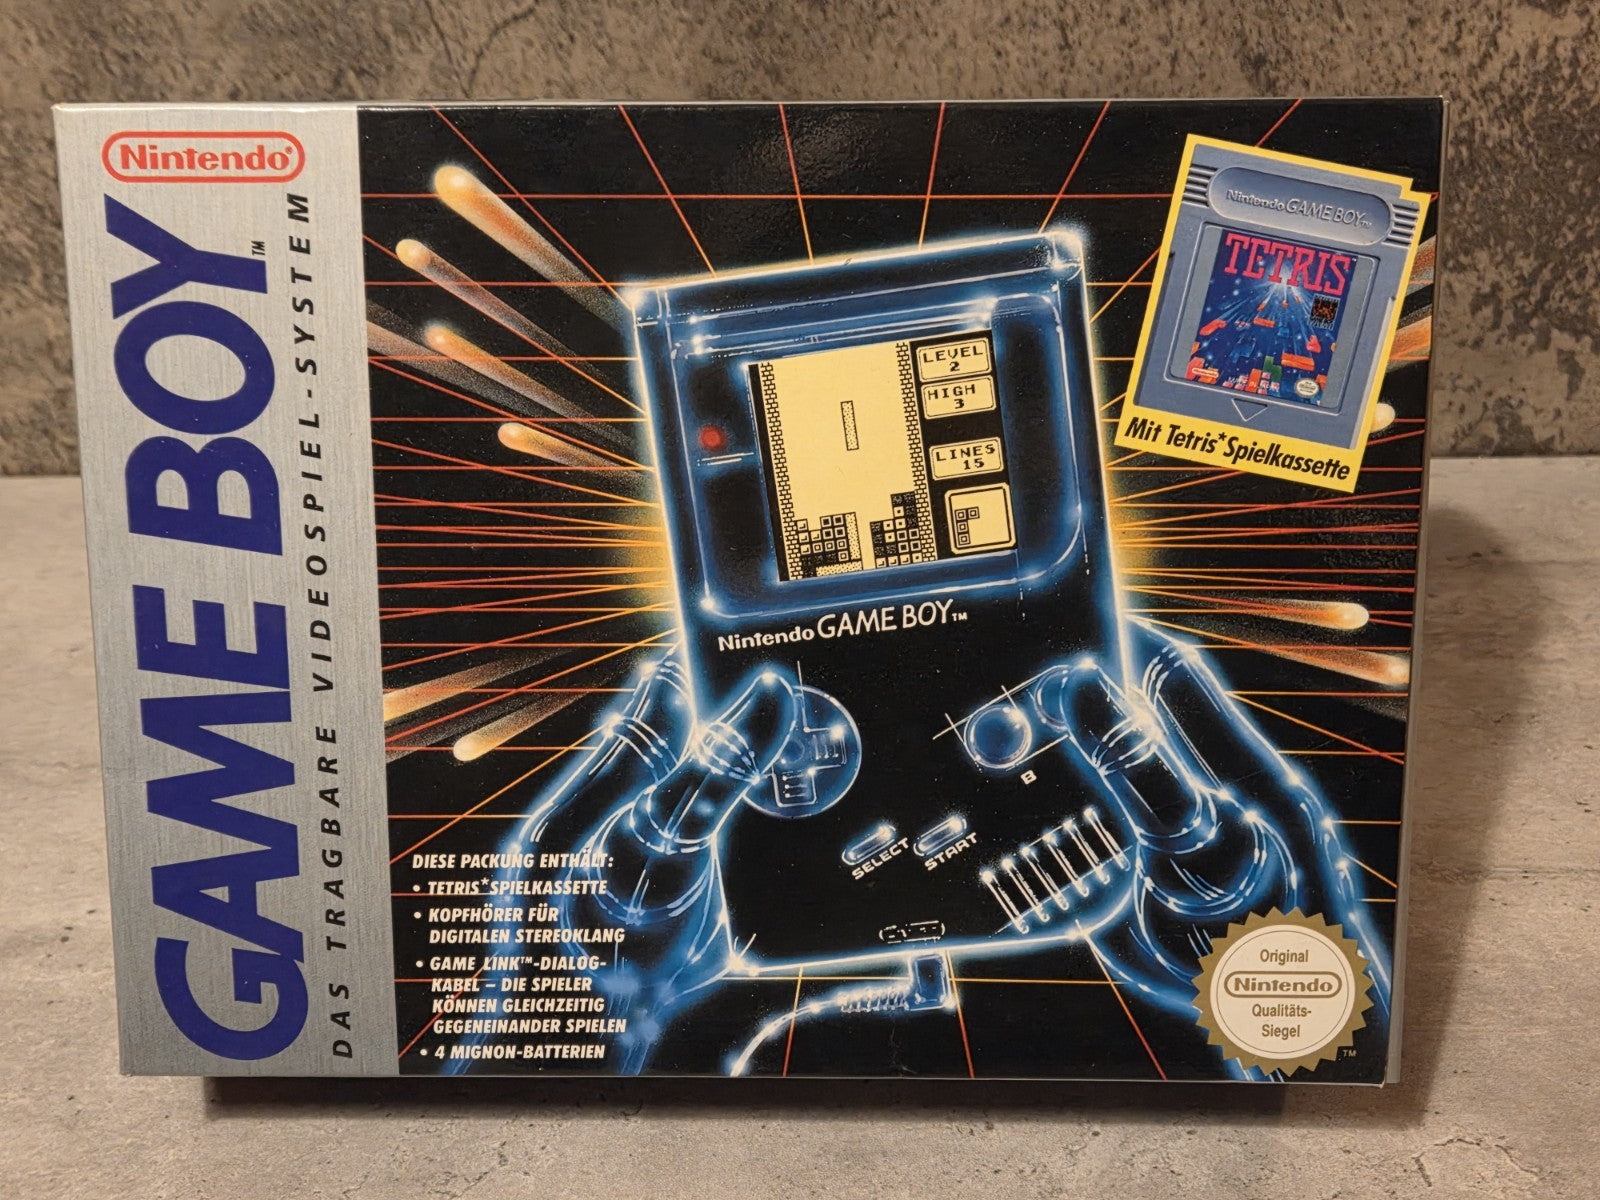 Nintendo®
GAME BOY™
DAS TRAGBARE VIDEOSPIEL-SYSTEM
Nintendo GAME BOY™
TETRIS™
Mit Tetris* Spielkassette
LEVEL
2
HIGH
3
LINES
15
Nintendo GAME BOY™
B
SELECT
START
DIESE PACKUNG ENTHÄLT:
• TETRIS* SPIELKASSETTE
• KOPFHÖRER FÜR
DIGITALEN STEREOKLANG
• GAME LINK™-DIALOG-
KABEL – DIE SPIELER
KÖNNEN GLEICHZEITIG
GEGENEINANDER SPIELEN
• 4 MIGNON-BATTERIEN
Original
Nintendo
Qualitäts-
Siegel
TM